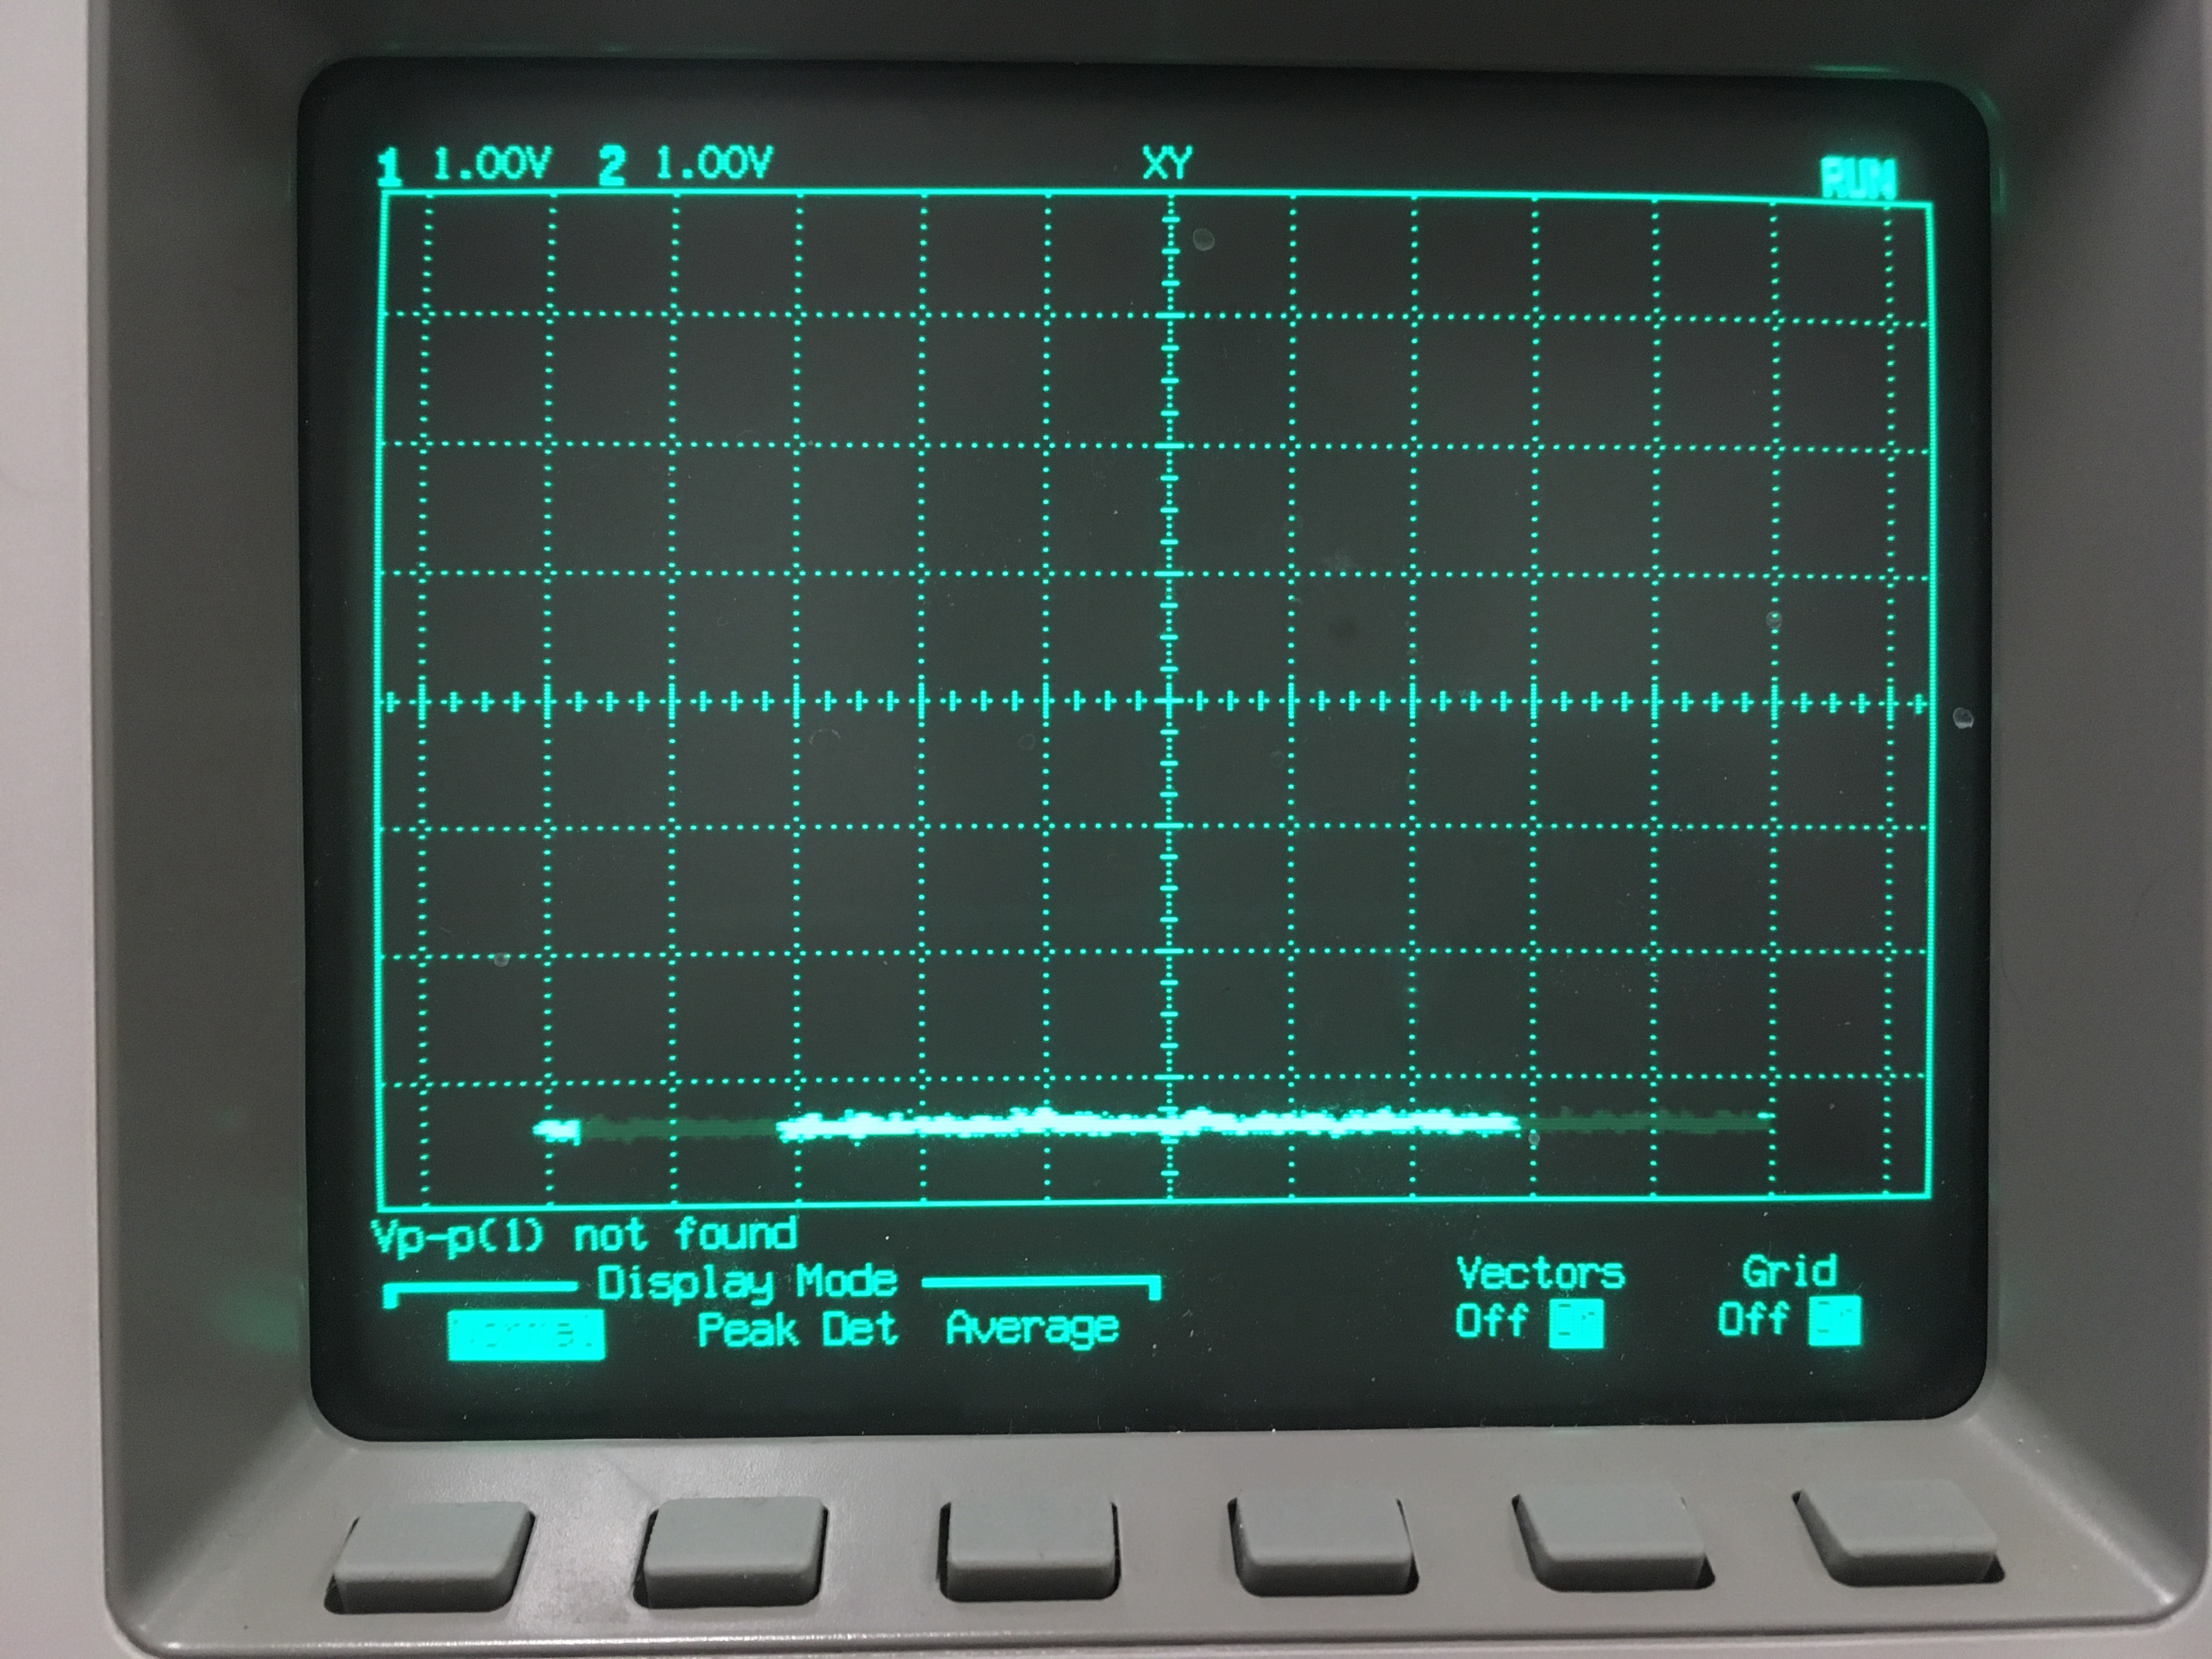 1 1.00V 2 1.00V XY RUN
Vp-p(1) not found
Display Mode Vectors Grid
Normal Peak Det Average Off On Off On